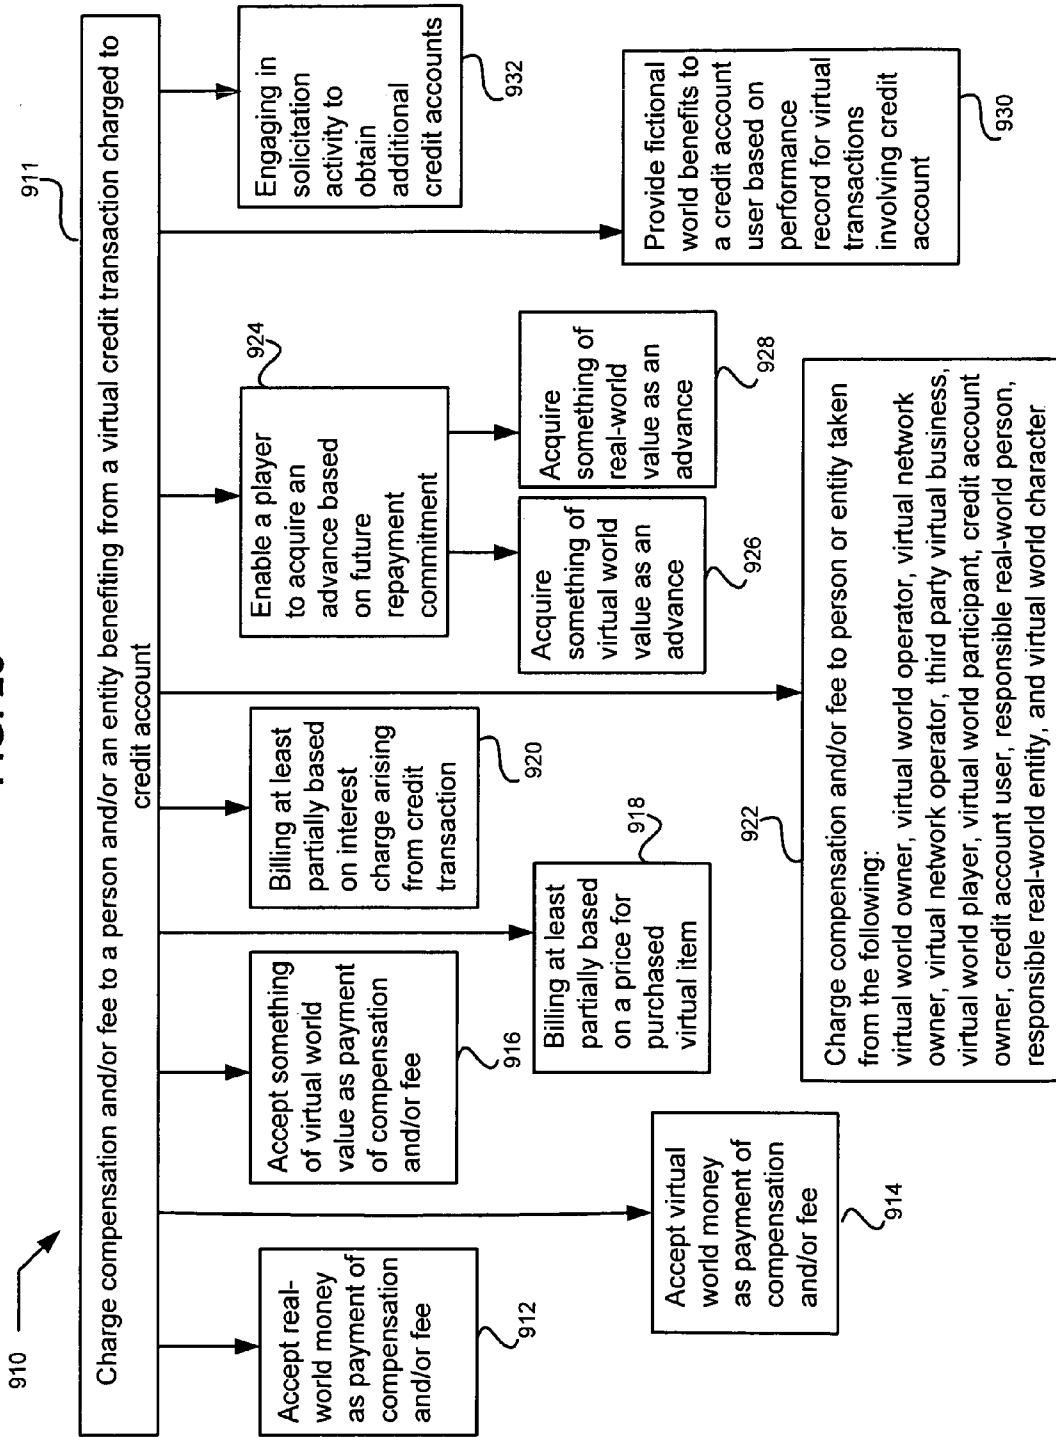 910
911
Charge compensation and/or fee to a person and/or an entity benefiting from a virtual credit transaction charged to
credit account
Accept real-
world money
as payment of
compensation
and/or fee
912
Accept virtual
world money
as payment of
compensation
and/or fee
914
Accept something
of virtual world
value as payment
of compensation
and/or fee
916
Billing at least
partially based
on a price for
purchased
virtual item
918
Billing at least
partially based
on interest
charge arising
from credit
transaction
920
Charge compensation and/or fee to person or entity taken
from the following:
virtual world owner, virtual world operator, virtual network
owner, virtual network operator, third party virtual business,
virtual world player, virtual world participant, credit account
owner, credit account user, responsible real-world person,
responsible real-world entity, and virtual world character
922
Enable a player
to acquire an
advance based
on future
repayment
commitment
924
Acquire
something of
virtual world
value as an
advance
926
Acquire
something of
real-world
value as an
advance
928
Provide fictional
world benefits to
a credit account
user based on
performance
record for virtual
transactions
involving credit
account
930
Engaging in
solicitation
activity to
obtain
additional
credit accounts
932